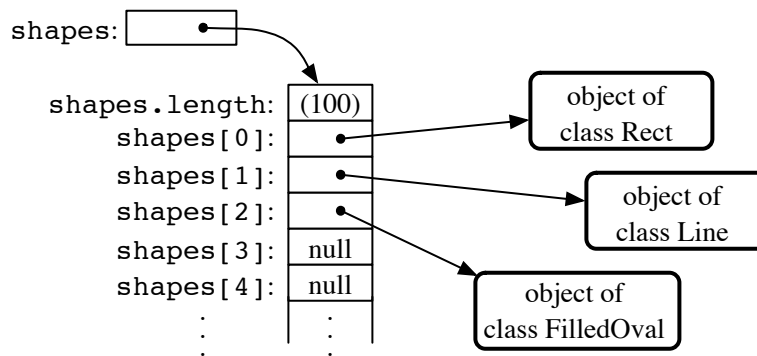 shapes:
shapes.length: (100)
shapes[0]:
shapes[1]:
shapes[2]:
shapes[3]: null
shapes[4]: null
object of
class Rect
object of
class Line
object of
class FilledOval